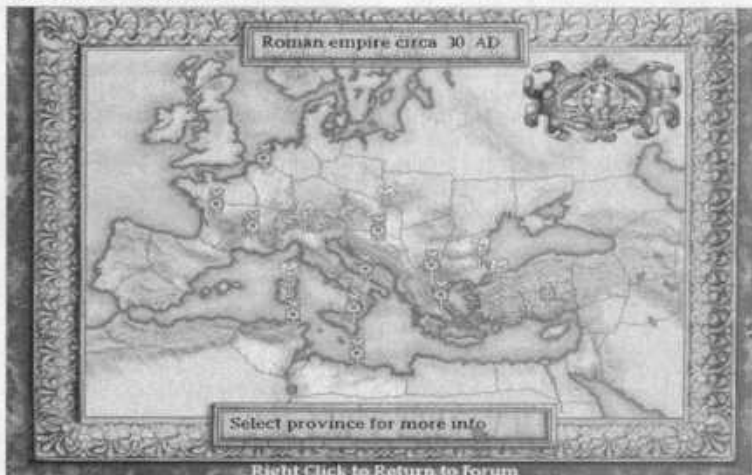 Roman empire circa 30 AD
Select province for more info
Right Click to Return to Forum